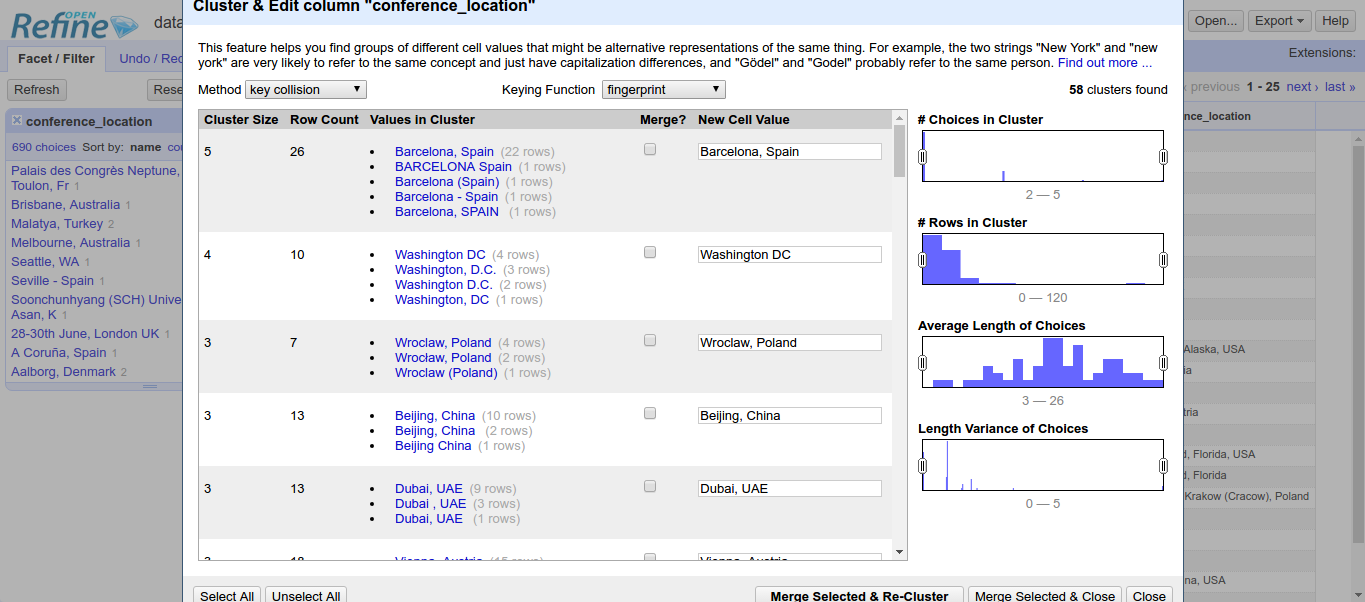 Cluster & Edit column "conference_location"
OPEN
Refine
data
Open...
Export
Help
Facet / Filter
Undo / Red
Extensions:
Refresh
Rese
previous 1 - 25 next › last »
conference_location
690 choices Sort by: name cou
Palais des Congrès Neptune,
Toulon, Fr 1
Brisbane, Australia 1
Malatya, Turkey 2
Melbourne, Australia 1
Seattle, WA 1
Seville - Spain 1
Soonchunhyang (SCH) Unive
Asan, K 1
28-30th June, London UK 1
A Coruña, Spain 1
Aalborg, Denmark 2
This feature helps you find groups of different cell values that might be alternative representations of the same thing. For example, the two strings "New York" and "new
york" are very likely to refer to the same concept and just have capitalization differences, and "Gödel" and "Godel" probably refer to the same person. Find out more ...
Method key collision
Keying Function fingerprint
58 clusters found
Cluster Size Row Count Values in Cluster Merge? New Cell Value
5 26 Barcelona, Spain (22 rows) Barcelona, Spain
BARCELONA Spain (1 rows)
Barcelona (Spain) (1 rows)
Barcelona - Spain (1 rows)
Barcelona, SPAIN (1 rows)
4 10 Washington DC (4 rows) Washington DC
Washington, D.C. (3 rows)
Washington D.C. (2 rows)
Washington, DC (1 rows)
3 7 Wroclaw, Poland (4 rows) Wroclaw, Poland
Wrocław, Poland (2 rows)
Wroclaw (Poland) (1 rows)
3 13 Beijing, China (10 rows) Beijing, China
Beijing, China (2 rows)
Beijing China (1 rows)
3 13 Dubai, UAE (9 rows) Dubai, UAE
Dubai , UAE (3 rows)
Dubai, UAE (1 rows)
3 18 Vienna, Austria (15 rows) Vienna, Austria
# Choices in Cluster
2 — 5
# Rows in Cluster
0 — 120
Average Length of Choices
3 — 26
Length Variance of Choices
0 — 5
nce_location
Alaska, USA
ia
tria
d, Florida, USA
d, Florida
Krakow (Cracow), Poland
na, USA
Select All
Unselect All
Merge Selected & Re-Cluster
Merge Selected & Close
Close